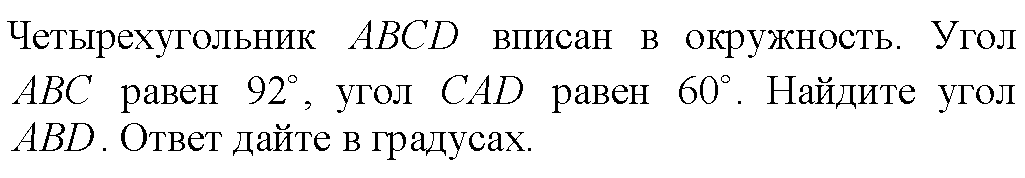 Четырехугольник ABCD вписан в окружность. Угол
ABC равен 92°, угол CAD равен 60°. Найдите угол
ABD. Ответ дайте в градусах.